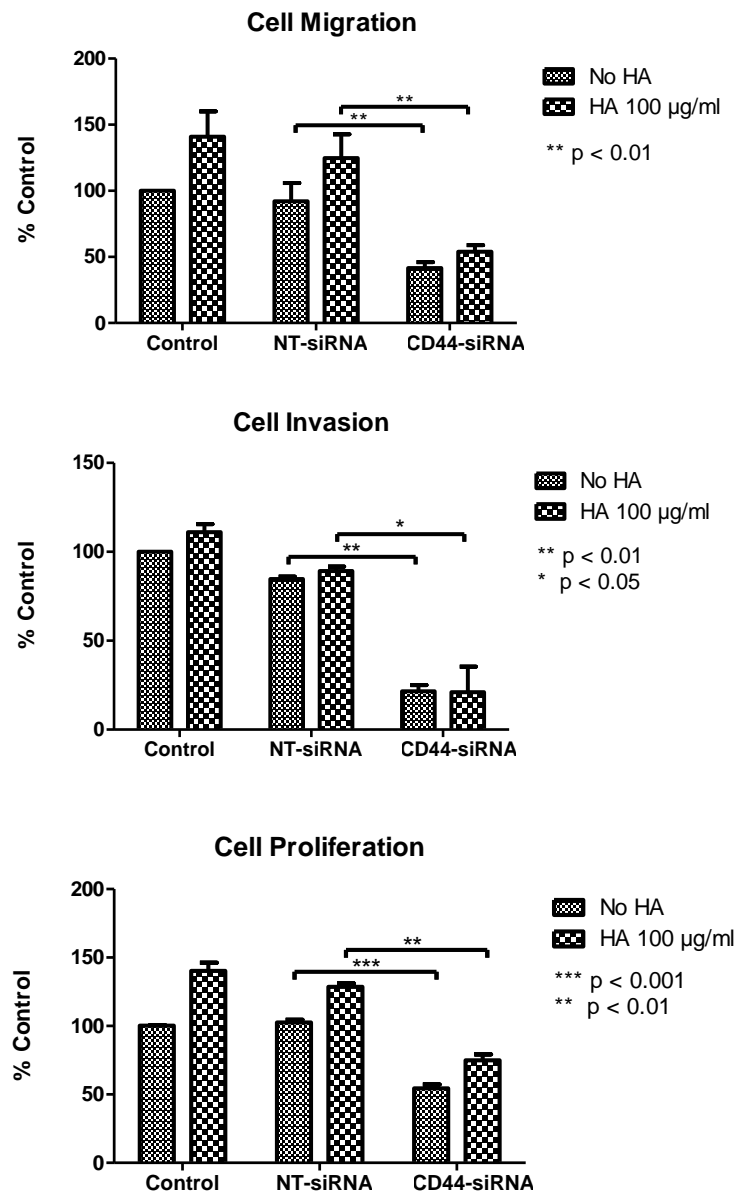 Cell Migration
200
150
100
50
0
% Control
**
**
Control NT-siRNA CD44-siRNA
No HA
HA 100 µg/ml
** p < 0.01
Cell Invasion
150
100
50
0
% Control
*
**
Control NT-siRNA CD44-siRNA
No HA
HA 100 µg/ml
** p < 0.01
* p < 0.05
Cell Proliferation
200
150
100
50
0
% Control
**
***
Control NT-siRNA CD44-siRNA
No HA
HA 100 µg/ml
*** p < 0.001
** p < 0.01